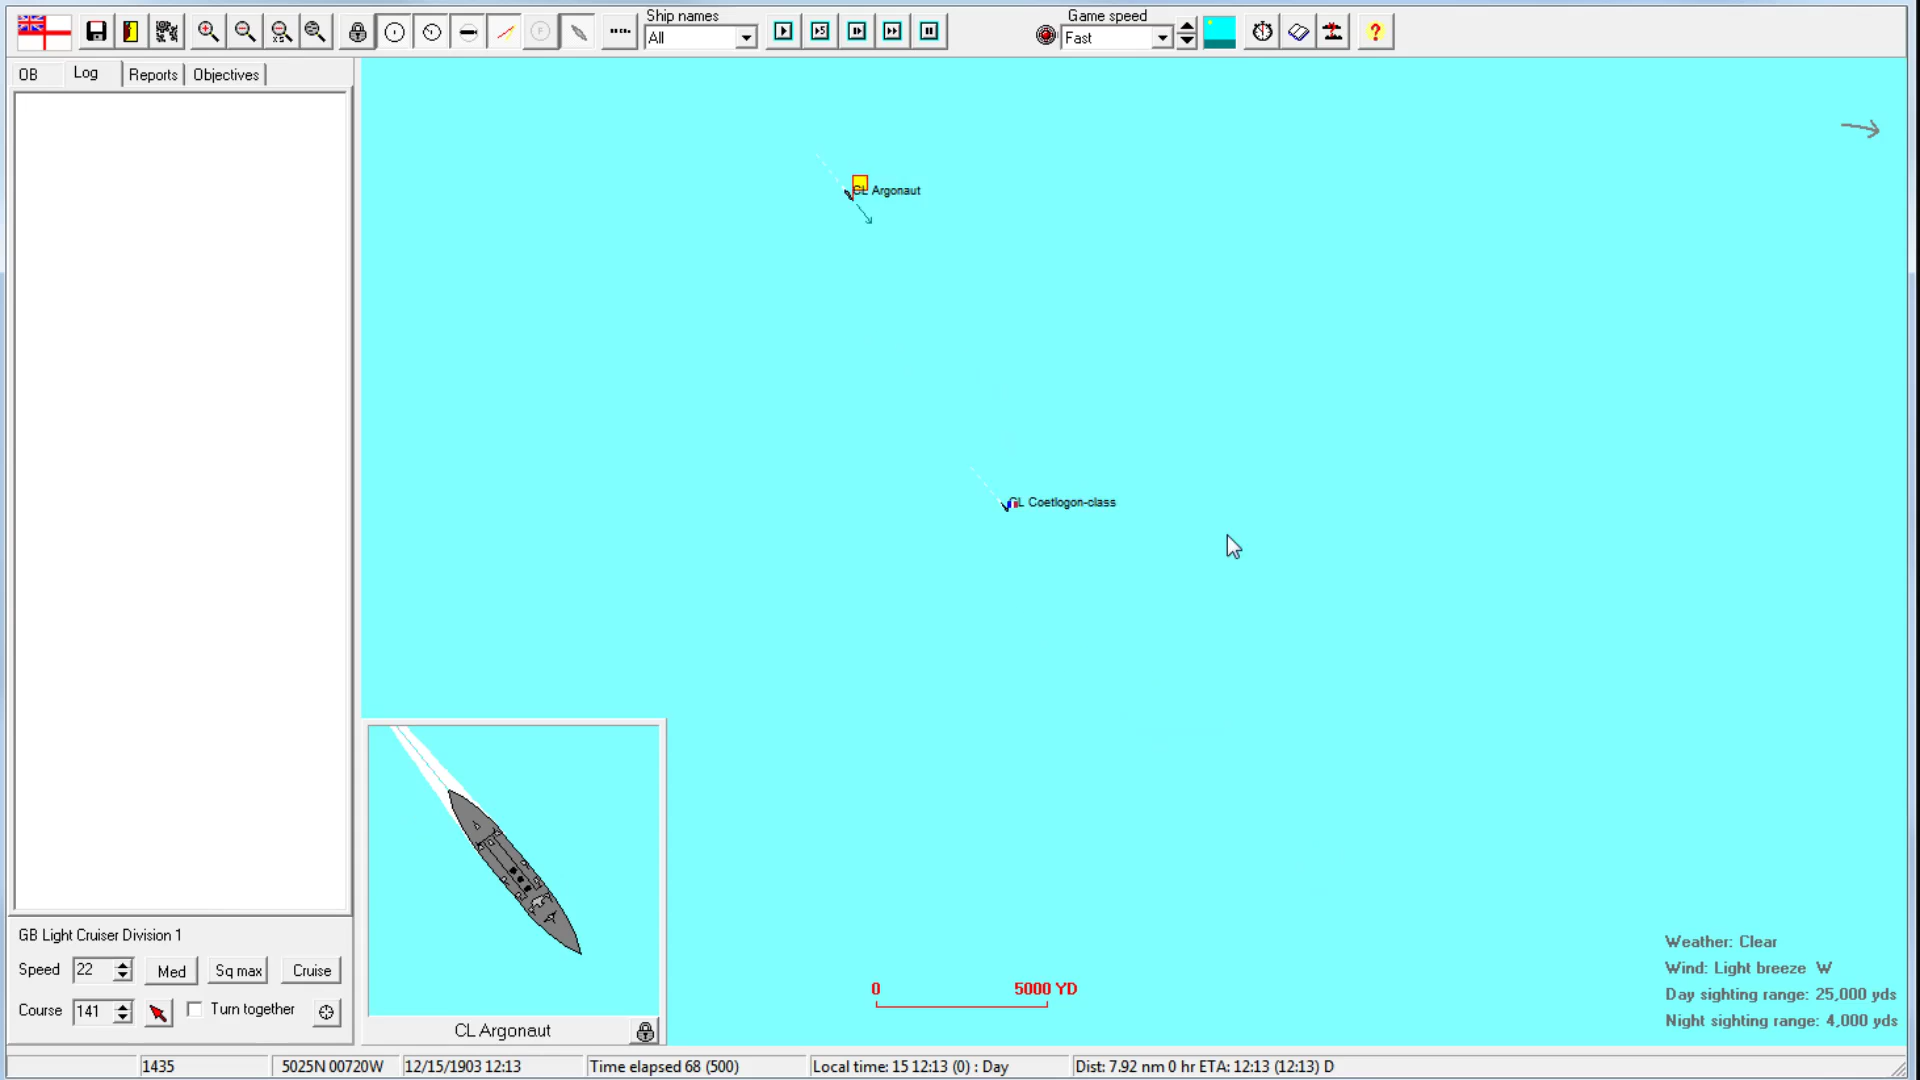 Ship names
All
Game speed
Fast
OB
Log
Reports
Objectives
CL Argonaut
CL Coetlogon-class
GB Light Cruiser Division 1
Speed 22 Med Sq max Cruise
Course 141 Turn together
CL Argonaut
0 5000 YD
Weather: Clear
Wind: Light breeze W
Day sighting range: 25,000 yds
Night sighting range: 4,000 yds
1435 5025N 00720W 12/15/1903 12:13 Time elapsed 68 (500) Local time: 15 12:13 (0) : Day Dist: 7.92 nm 0 hr ETA: 12:13 (12:13) D